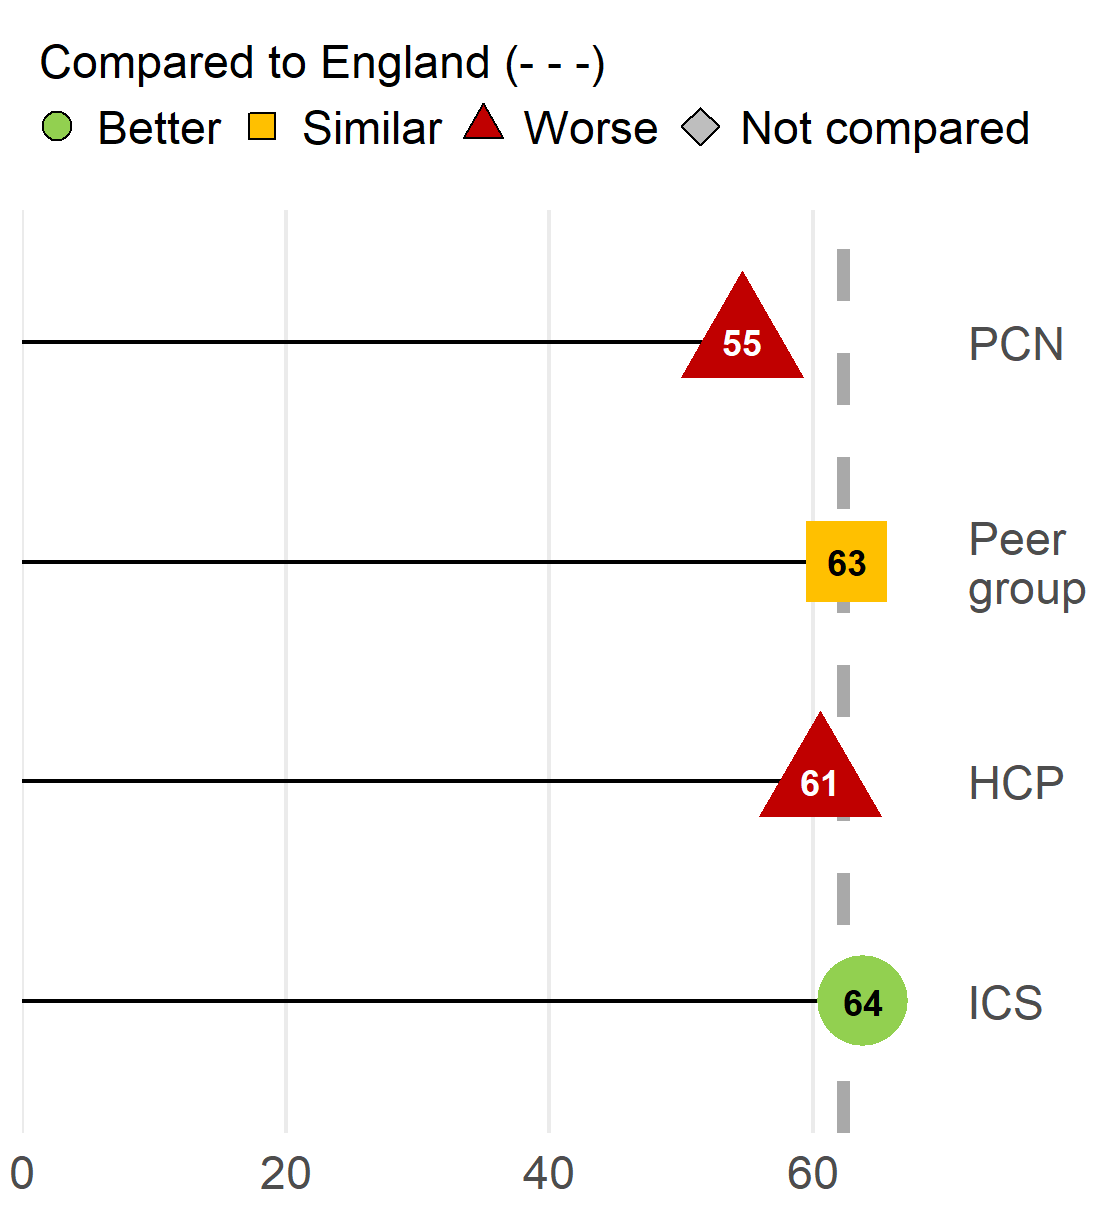 Compared to England (- - -)
Better Similar Worse Not compared
55 PCN
63 Peer
group
61 HCP
64 ICS
0 20 40 60